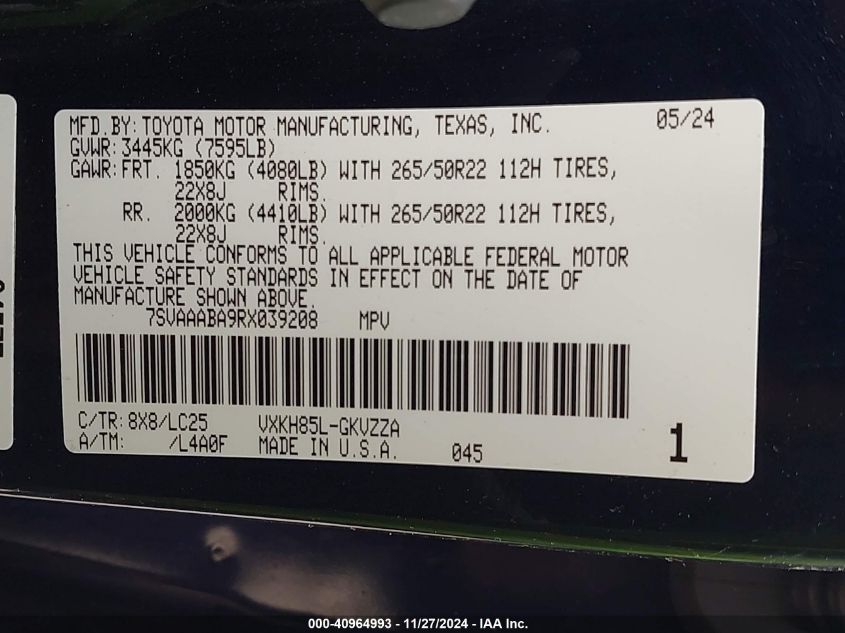 MFD.BY: TOYOTA MOTOR MANUFACTURING, TEXAS, INC. 05/24
GVWR: 3445KG (7595LB)
GAWR: FRT. 1850KG (4080LB) WITH 265/50R22 112H TIRES,
22X8J RIMS.
RR. 2000KG (4410LB) WITH 265/50R22 112H TIRES,
22X8J RIMS.
THIS VEHICLE CONFORMS TO ALL APPLICABLE FEDERAL MOTOR
VEHICLE SAFETY STANDARDS IN EFFECT ON THE DATE OF
MANUFACTURE SHOWN ABOVE.
7SVAAABA9RX039208 MPV
C/TR: 8X8/LC25 VXKH85L-GKVZZA
A/TM: /L4A0F MADE IN U.S.A. 045 1
000-40964993 - 11/27/2024 - IAA Inc.